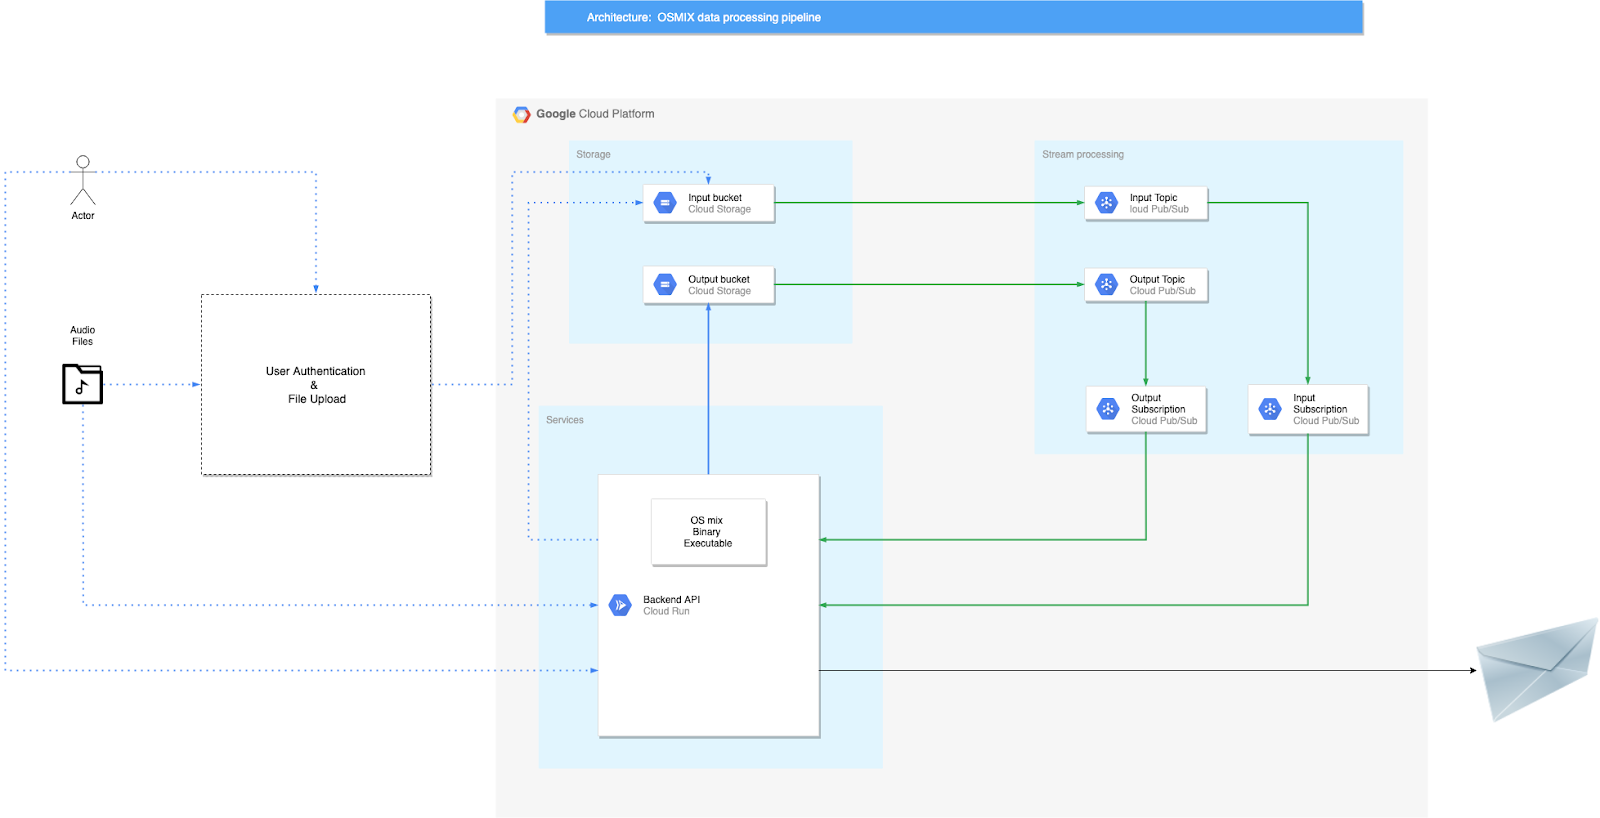 Architecture: OSMIX data processing pipeline
Google Cloud Platform
Storage
Stream processing
Input bucket
Cloud Storage
Input Topic
loud Pub/Sub
Actor
Output bucket
Cloud Storage
Output Topic
Cloud Pub/Sub
Audio
Files
User Authentication
&
File Upload
Output
Subscription
Cloud Pub/Sub
Input
Subscription
Cloud Pub/Sub
Services
OS mix
Binary
Executable
Backend API
Cloud Run